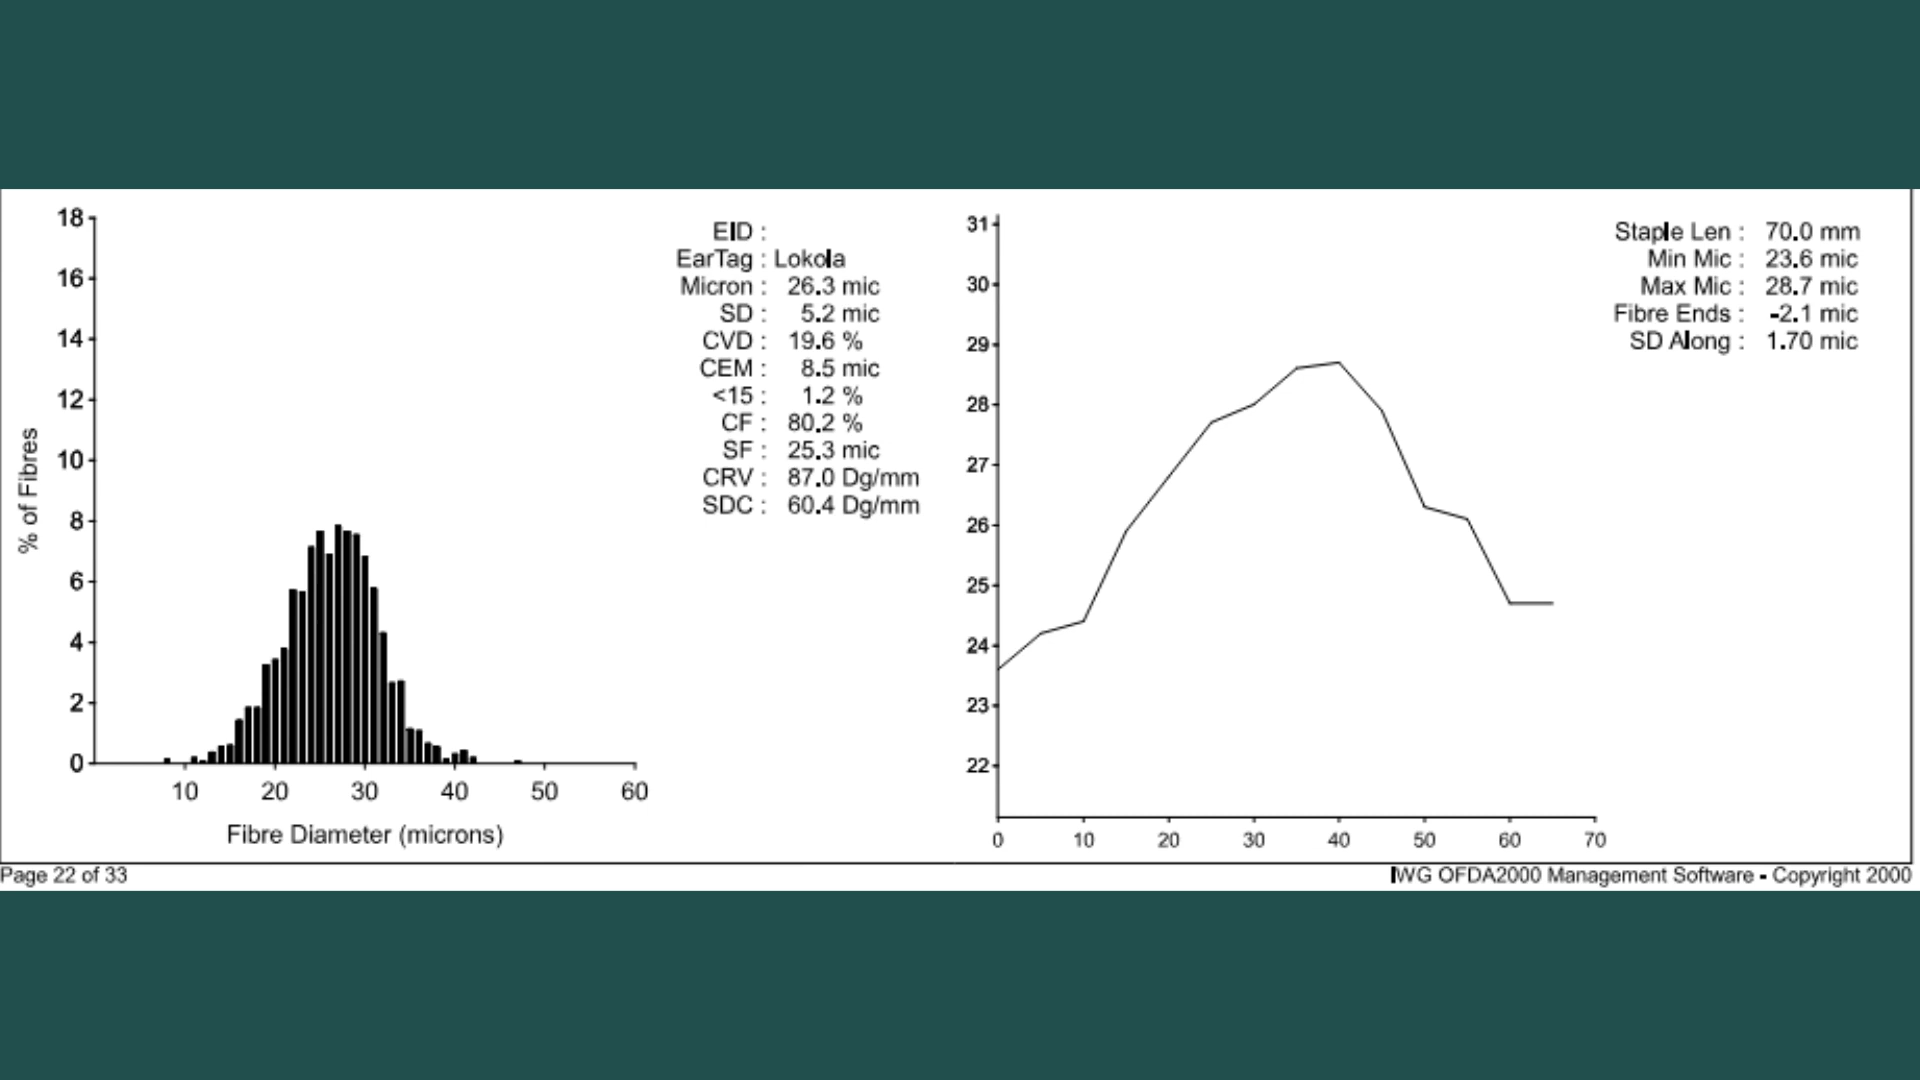 18
16
14
12
10
8
6
4
2
0
% of Fibres
10 20 30 40 50 60
Fibre Diameter (microns)
EID :
EarTag : Lokola
Micron : 26.3 mic
SD : 5.2 mic
CVD : 19.6 %
CEM : 8.5 mic
<15 : 1.2 %
CF : 80.2 %
SF : 25.3 mic
CRV : 87.0 Dg/mm
SDC : 60.4 Dg/mm
31
30
29
28
27
26
25
24
23
22
0 10 20 30 40 50 60 70
Staple Len : 70.0 mm
Min Mic : 23.6 mic
Max Mic : 28.7 mic
Fibre Ends : -2.1 mic
SD Along : 1.70 mic
Page 22 of 33
IWG OFDA2000 Management Software - Copyright 2000